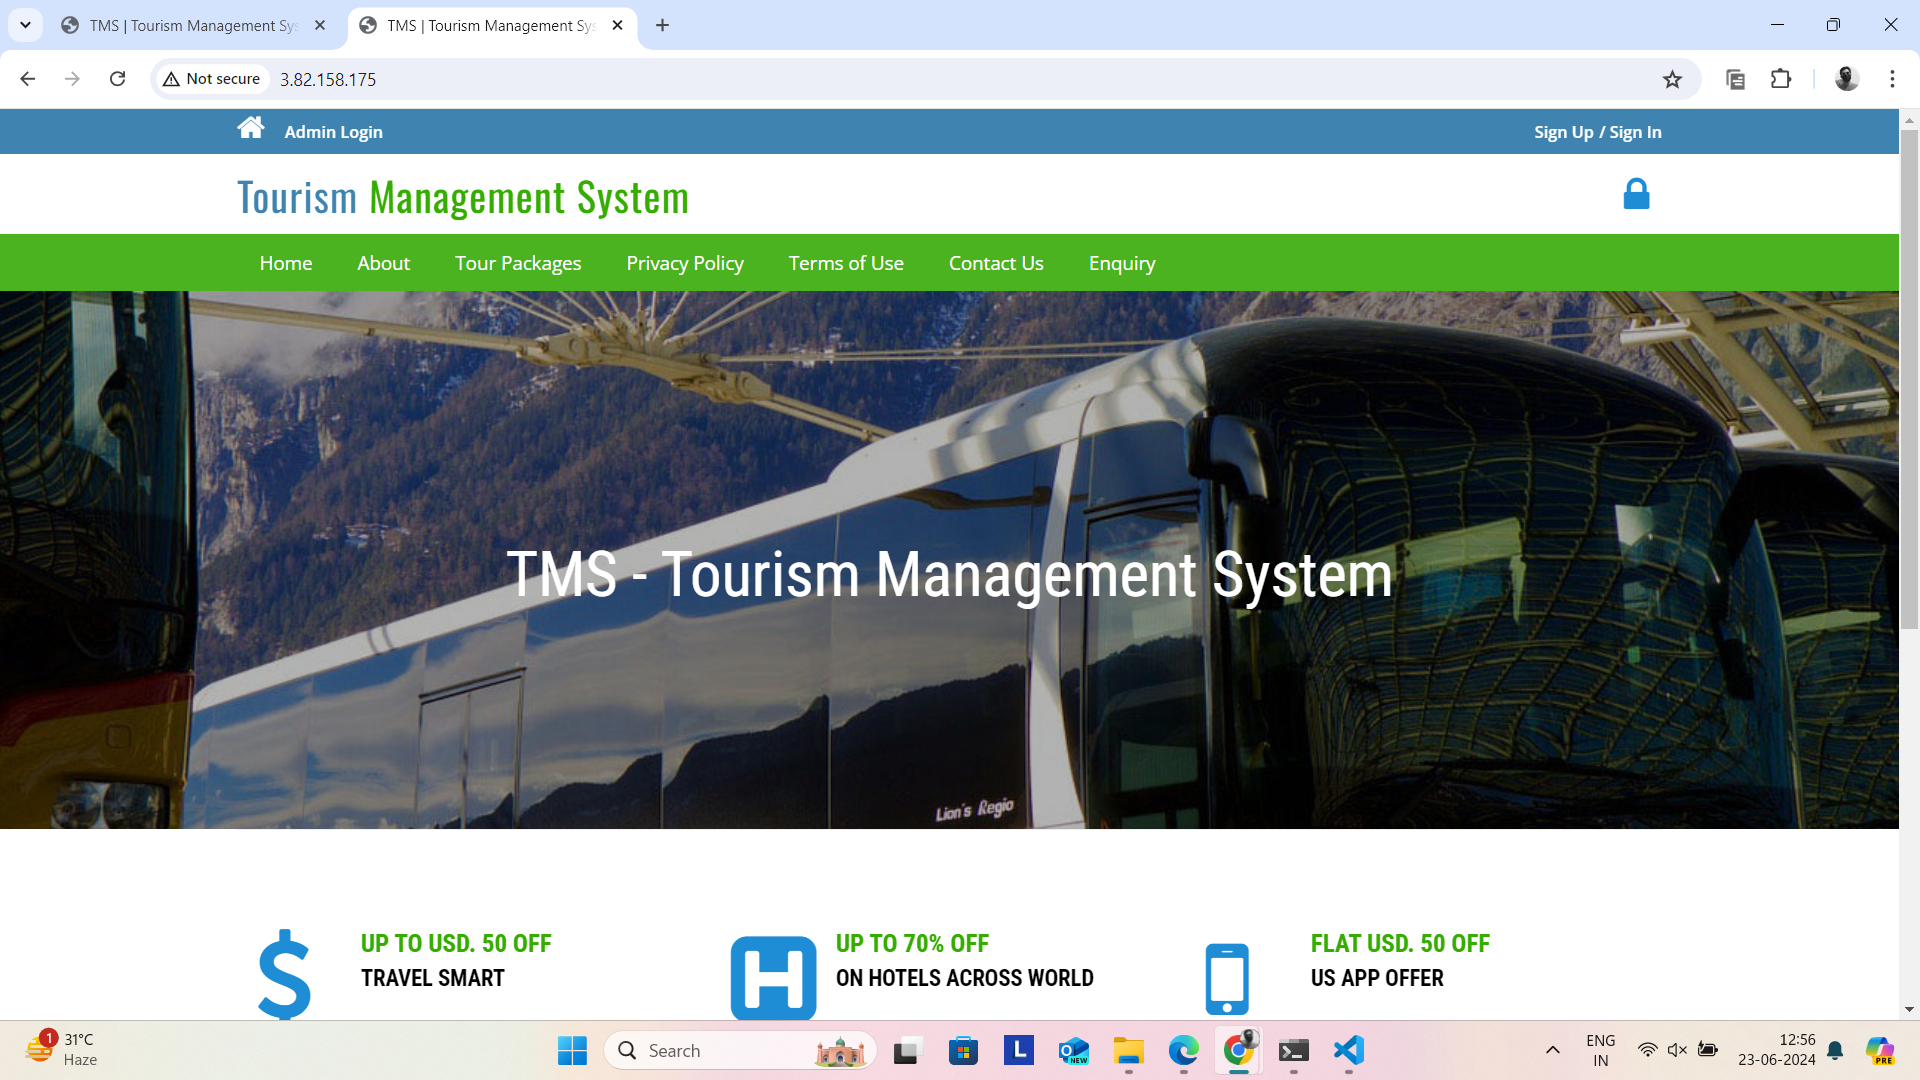 TMS | Tourism Management Sys
TMS | Tourism Management Sys
Not secure
3.82.158.175
Admin Login
Sign Up / Sign In
Tourism Management System
Home
About
Tour Packages
Privacy Policy
Terms of Use
Contact Us
Enquiry
TMS - Tourism Management System
Lion's Regio
UP TO USD. 50 OFF
TRAVEL SMART
H
UP TO 70% OFF
ON HOTELS ACROSS WORLD
FLAT USD. 50 OFF
US APP OFFER
1
31°C
Haze
Search
L
NEW
ENG
IN
12:56
23-06-2024
PRE